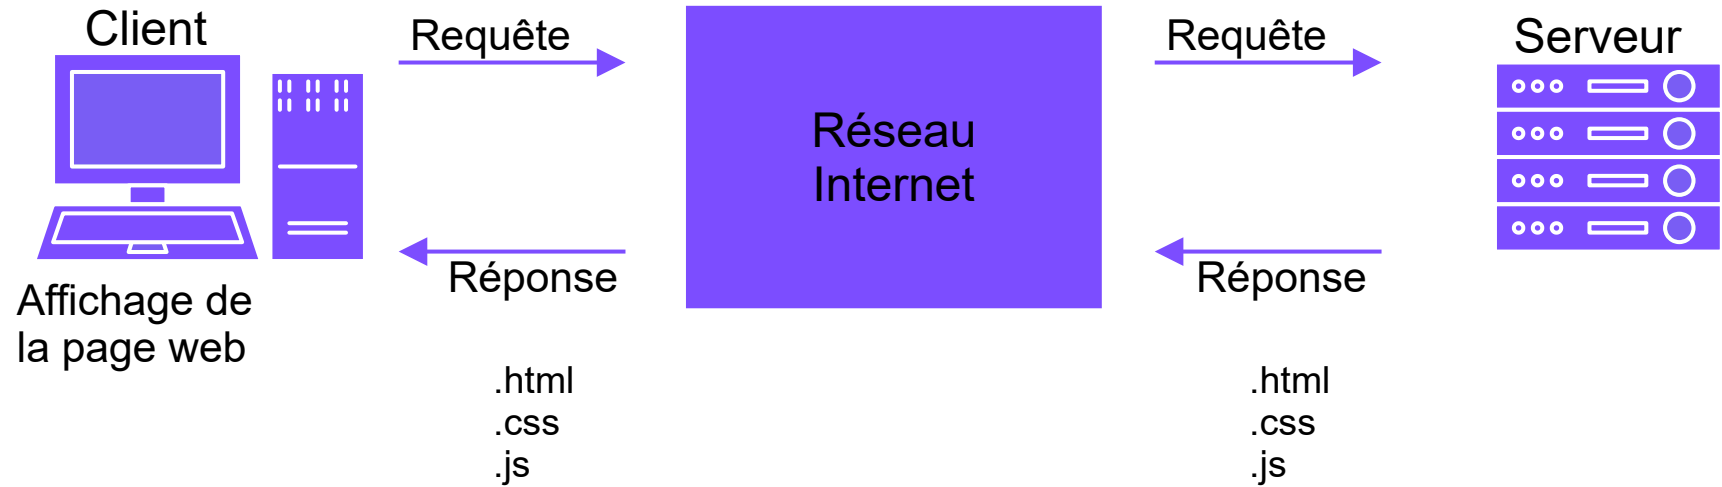 Client
Requête
Requête
Serveur
Réseau
Internet
Réponse
Réponse
Affichage de
la page web
.html
.css
.js
.html
.css
.js